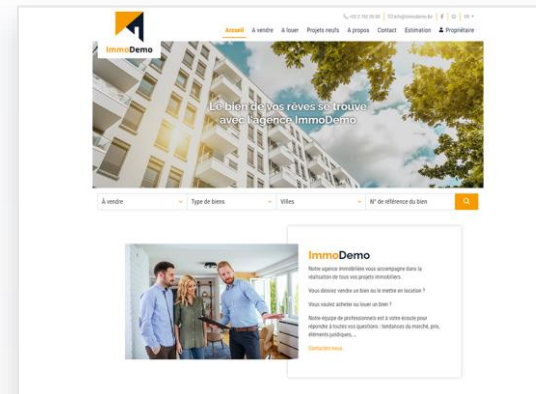 ImmoDemo
Accueil A vendre A louer Projets neufs A propos Contact Estimation Propriétaire
Le bien de vos rêves se trouve
avec l'agence ImmoDemo
À vendre Type de biens Villes N° de référence du bien
ImmoDemo
Notre agence immobilière vous accompagne dans la
réalisation de tous vos projets immobiliers.
Vous désirez vendre un bien ou le mettre en location ?
Vous voulez acheter ou louer un bien ?
Notre équipe de professionnels est à votre écoute pour
répondre à toutes vos questions : tendances du marché, prix,
éléments juridiques,...
Contactez-nous